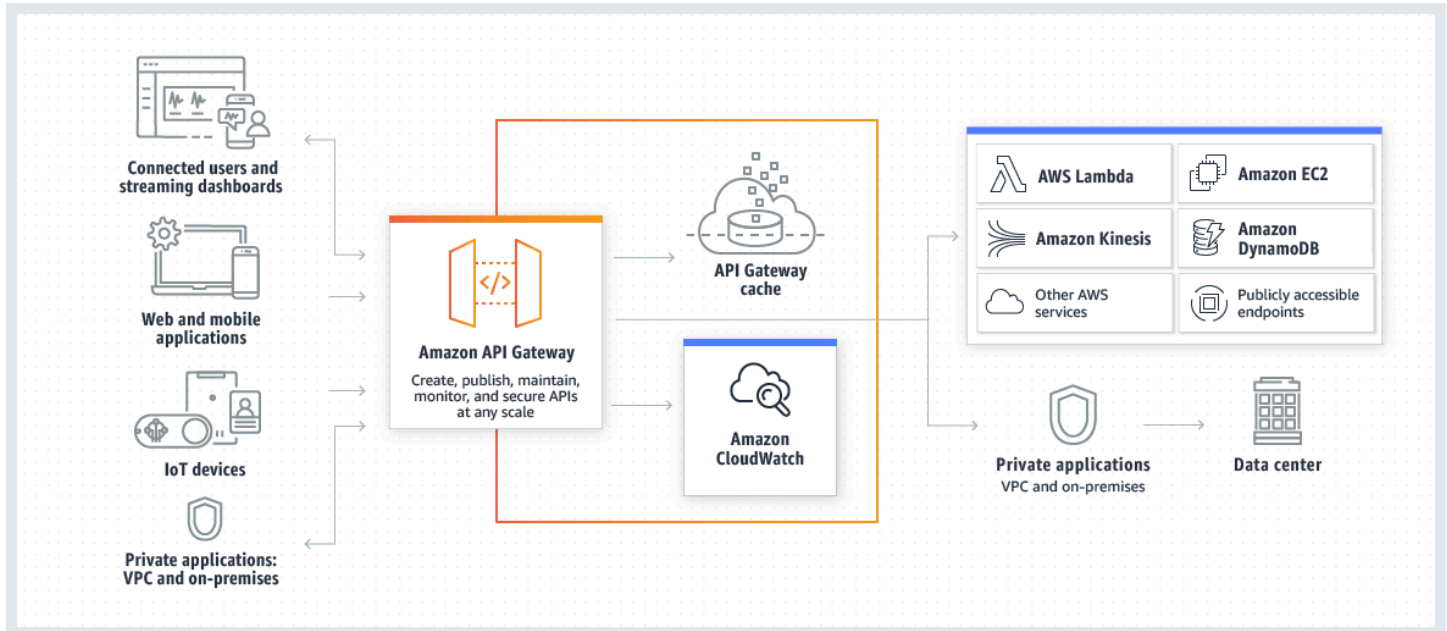 Connected users and
streaming dashboards
Web and mobile
applications
IoT devices
Private applications:
VPC and on-premises
</>
Amazon API Gateway
Create, publish, maintain,
monitor, and secure APIs
at any scale
API Gateway
cache
Amazon
CloudWatch
AWS Lambda
Amazon EC2
Amazon Kinesis
Amazon
DynamoDB
Other AWS
services
Publicly accessible
endpoints
Private applications
VPC and on-premises
Data center